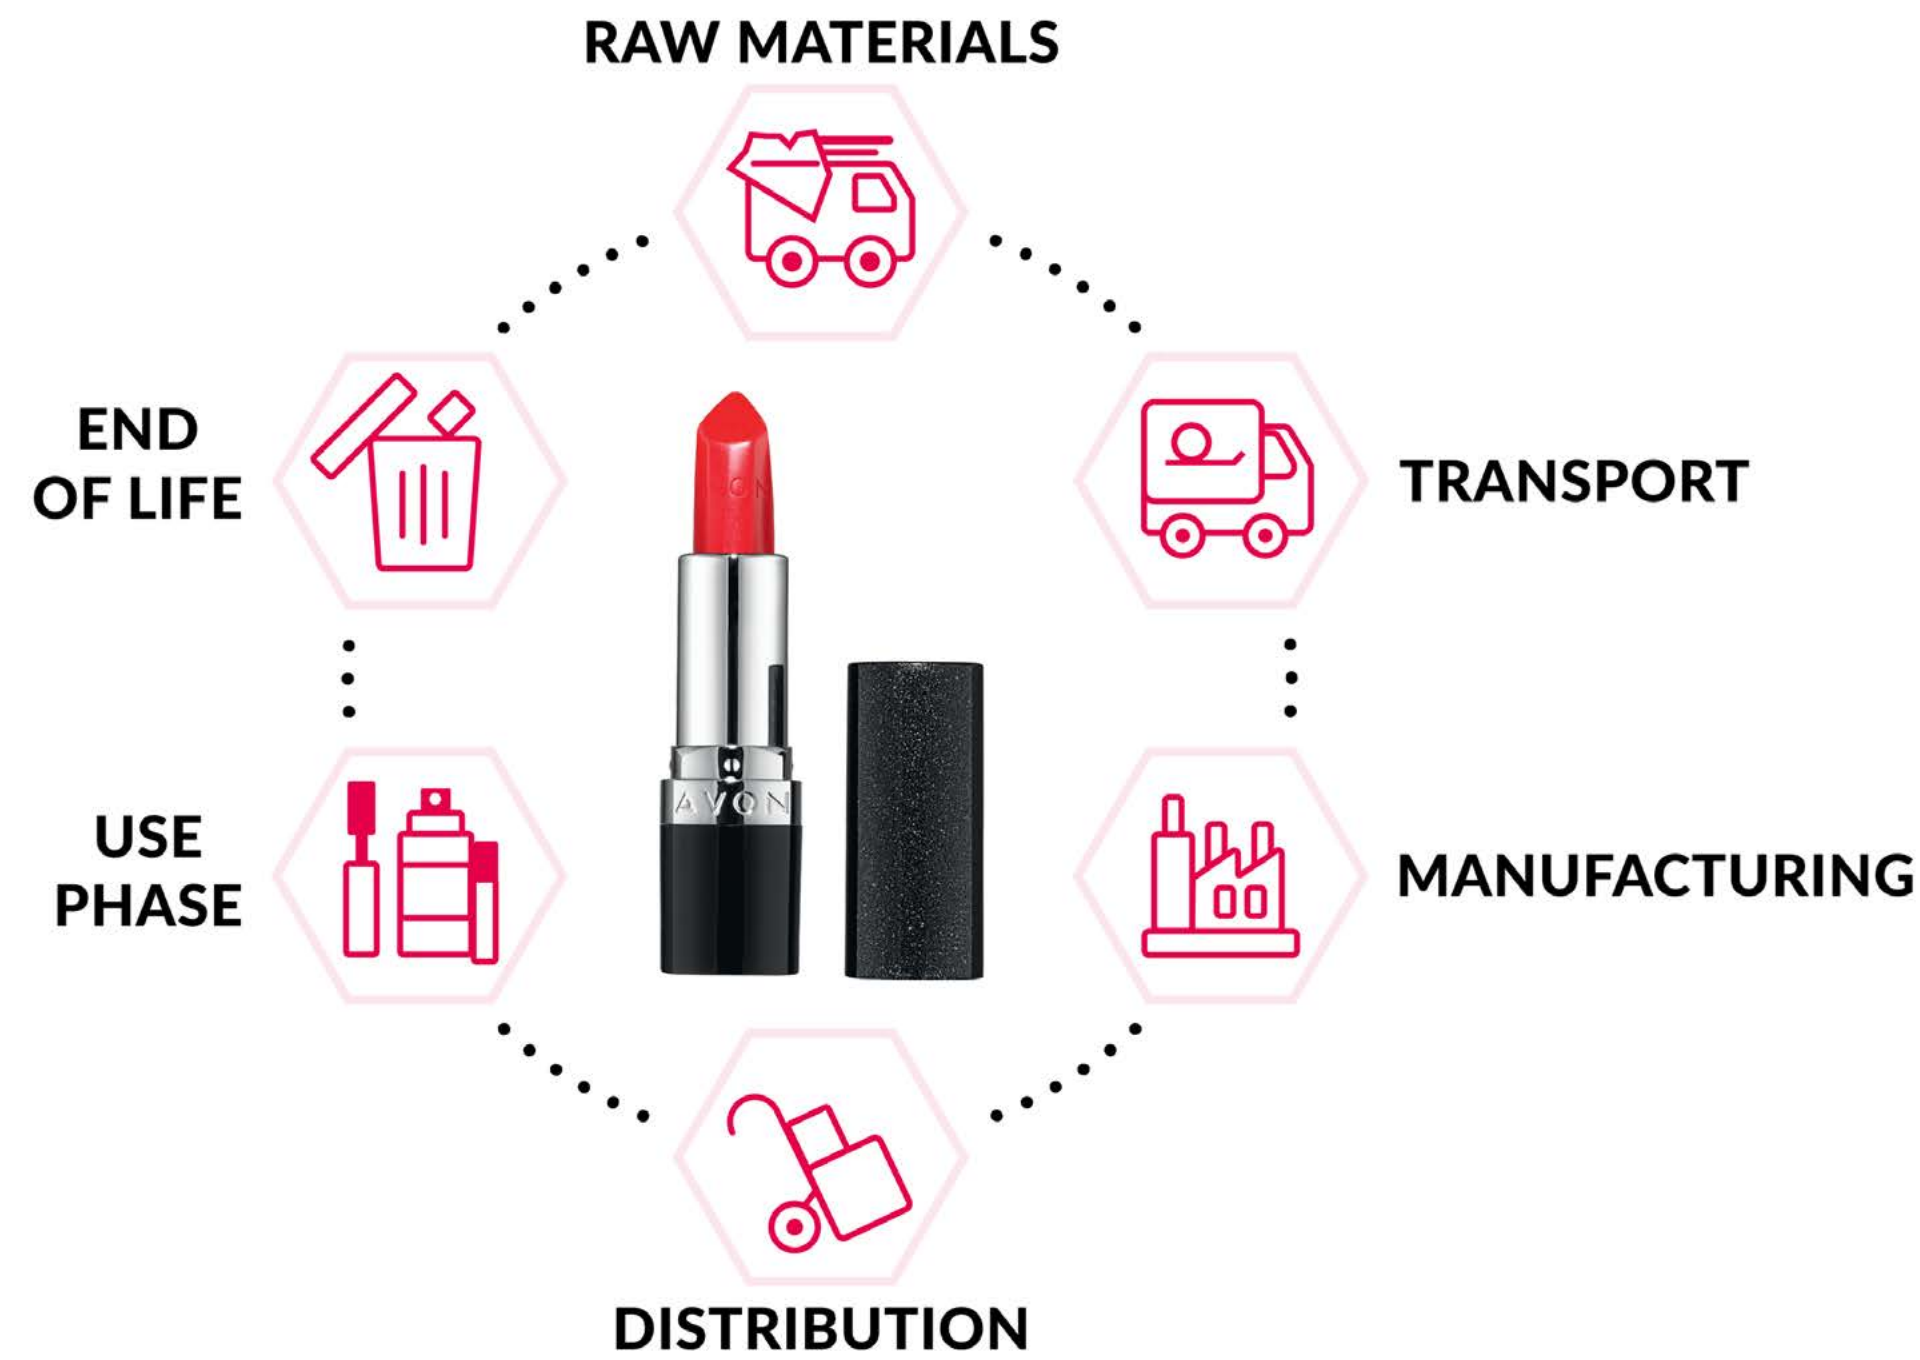 RAW MATERIALS
TRANSPORT
MANUFACTURING
DISTRIBUTION
USE
PHASE
END
OF LIFE
AVON